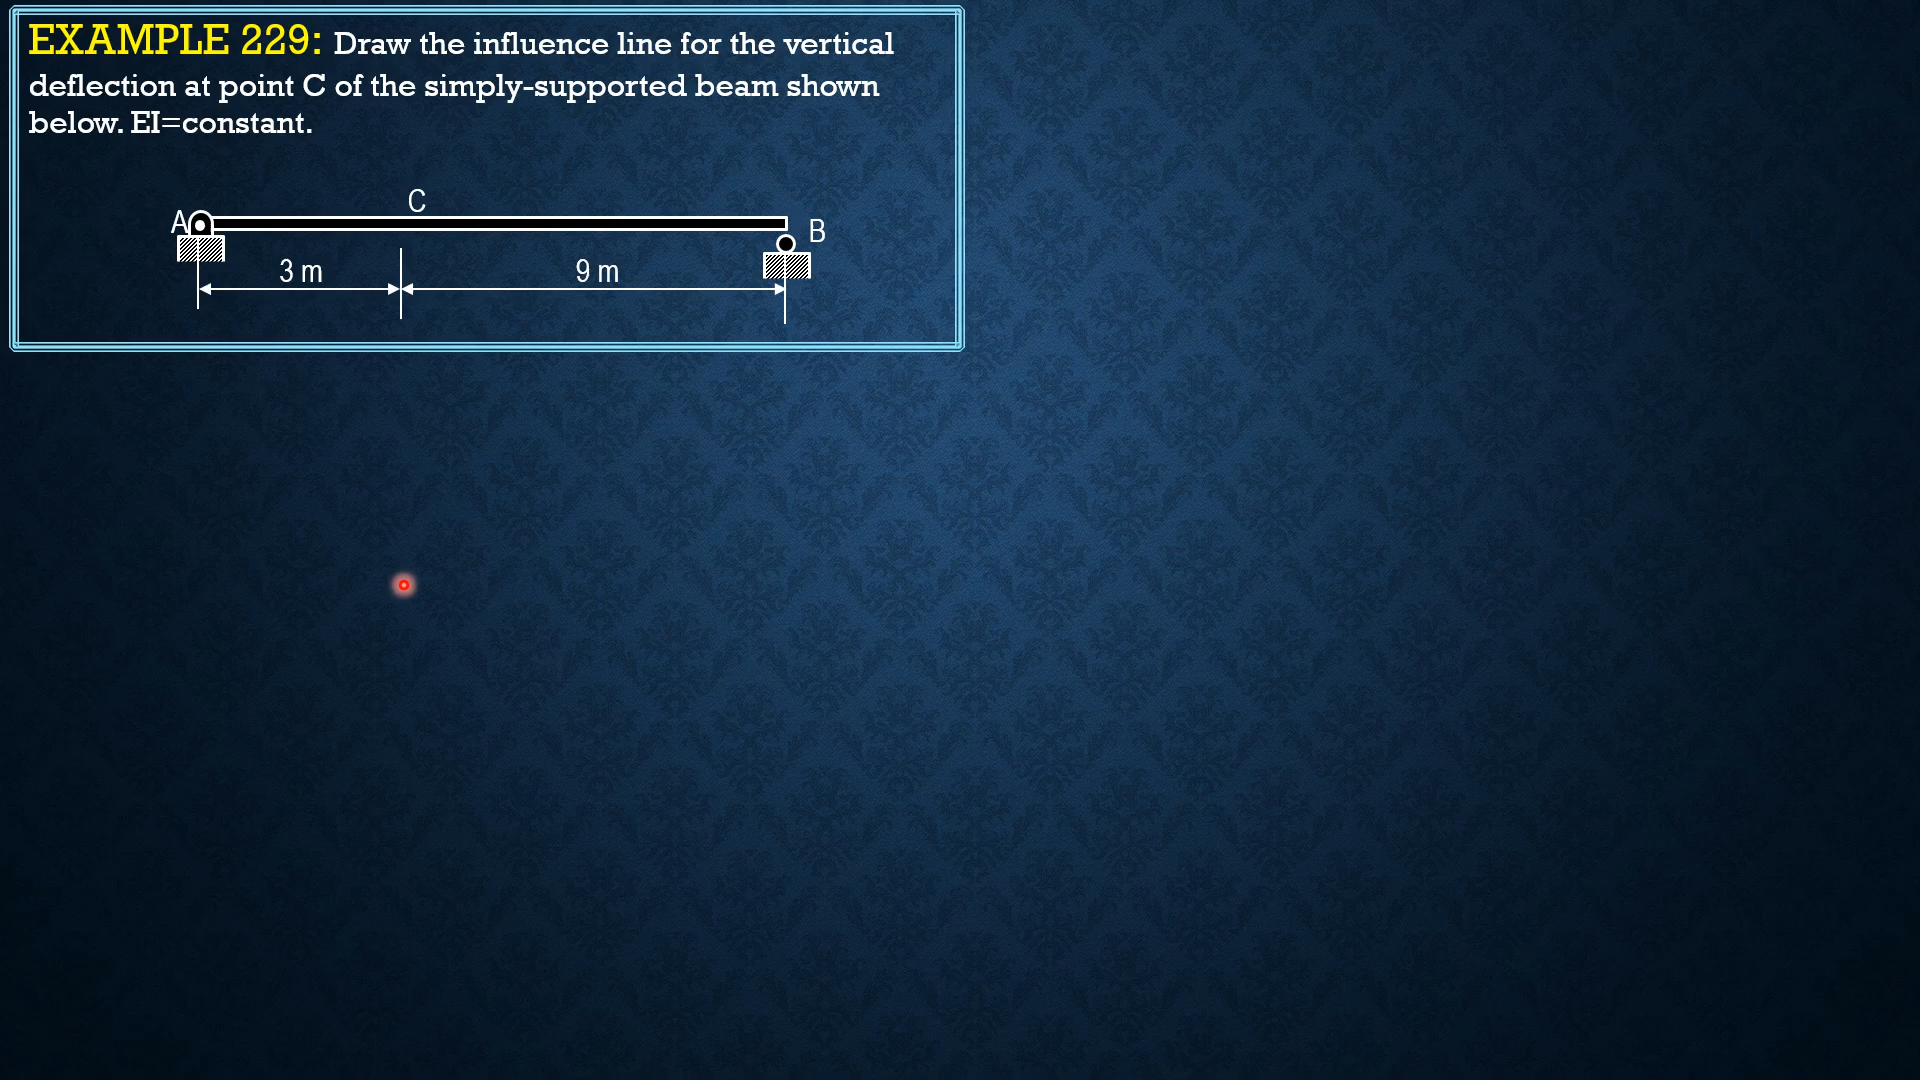 EXAMPLE 229: Draw the influence line for the vertical
deflection at point C of the simply-supported beam shown
below. EI=constant.
C
A
B
3 m
9 m